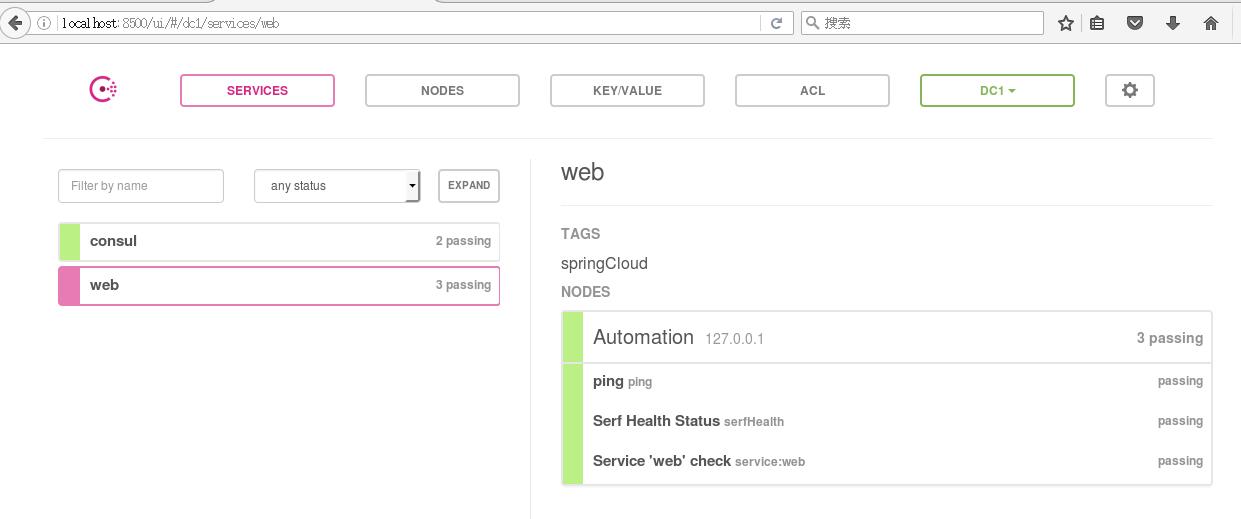 localhost:8500/ui/#/dc1/services/web
搜索
SERVICES
NODES
KEY/VALUE
ACL
DC1
Filter by name
any status
EXPAND
consul 2 passing
web 3 passing
web
TAGS
springCloud
NODES
Automation 127.0.0.1 3 passing
ping ping passing
Serf Health Status serfHealth passing
Service 'web' check service:web passing